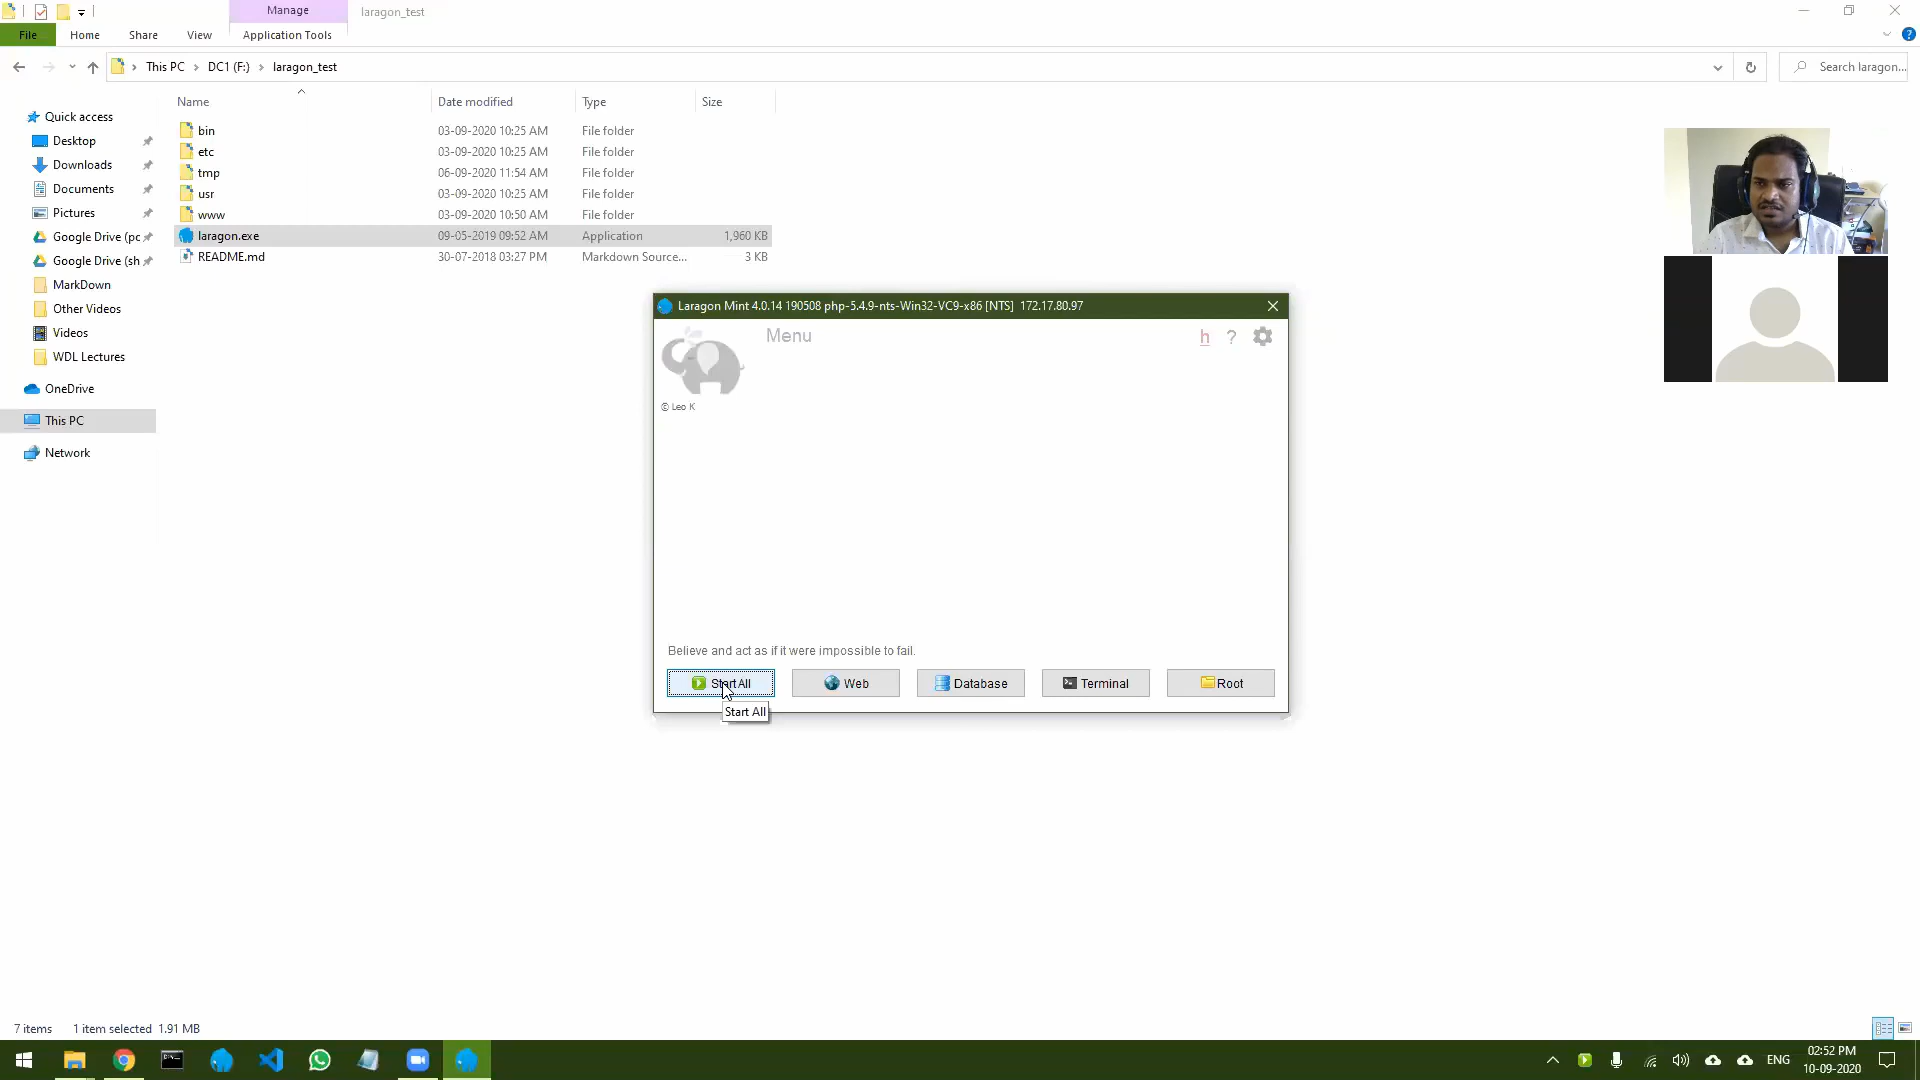 Manage
laragon_test
File
Home
Share
View
Application Tools
This PC
DC1 (F:)
laragon_test
Search laragon...
Name
Date modified
Type
Size
Quick access
Desktop
Downloads
Documents
Pictures
Google Drive (pc
Google Drive (sh
MarkDown
Other Videos
Videos
WDL Lectures
OneDrive
This PC
Network
bin 03-09-2020 10:25 AM File folder
etc 03-09-2020 10:25 AM File folder
tmp 06-09-2020 11:54 AM File folder
usr 03-09-2020 10:25 AM File folder
www 03-09-2020 10:50 AM File folder
laragon.exe 09-05-2019 09:52 AM Application 1,960 KB
README.md 30-07-2018 03:27 PM Markdown Source... 3 KB
Laragon Mint 4.0.14 190508 php-5.4.9-nts-Win32-VC9-x86 [NTS] 172.17.80.97
Menu
h ?
© Leo K
Believe and act as if it were impossible to fail.
Start All
Web
Database
Terminal
Root
Start All
7 items 1 item selected 1.91 MB
ENG
02:52 PM
10-09-2020